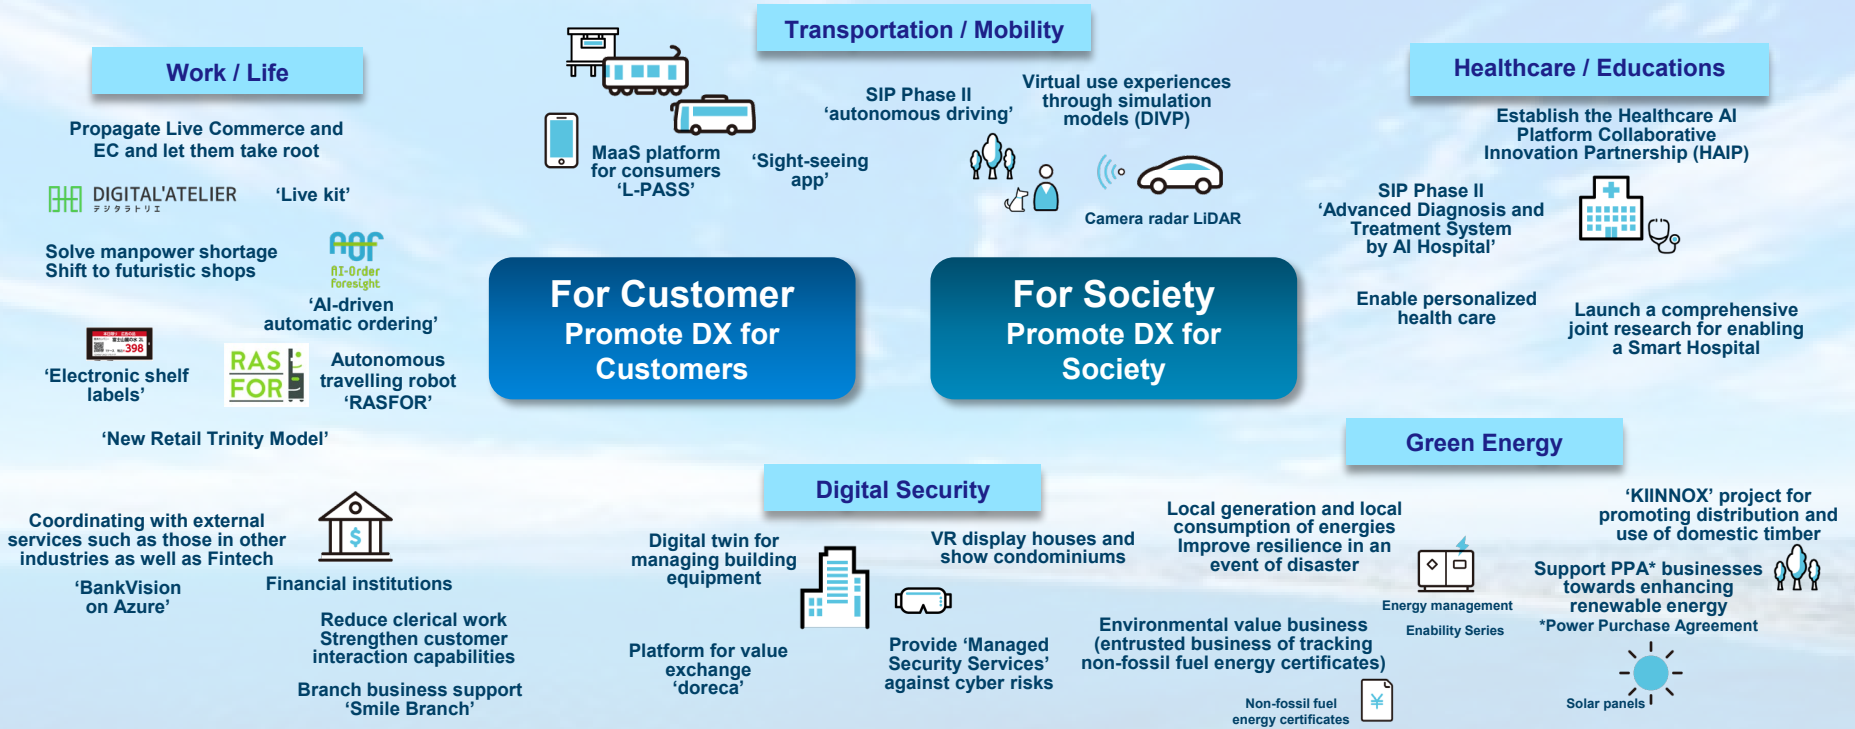 Work / Life
Propagate Live Commerce and
EC and let them take root
DIGITAL'ATELIER
デジタラトリエ
‘Live kit’
Solve manpower shortage
Shift to futuristic shops
AOF
AI-Order
Foresight
‘AI-driven
automatic ordering’
398
‘Electronic shelf
labels’
RAS
FOR
Autonomous
travelling robot
‘RASFOR’
‘New Retail Trinity Model’
Coordinating with external
services such as those in other
industries as well as Fintech
‘BankVision
on Azure’
$
Financial institutions
Reduce clerical work
Strengthen customer
interaction capabilities
Branch business support
‘Smile Branch’
Transportation / Mobility
MaaS platform
for consumers
‘L-PASS’
‘Sight-seeing
app’
SIP Phase II
‘autonomous driving’
Virtual use experiences
through simulation
models (DIVP)
Camera radar LiDAR
For Customer
Promote DX for
Customers
For Society
Promote DX for
Society
Healthcare / Educations
Establish the Healthcare AI
Platform Collaborative
Innovation Partnership (HAIP)
SIP Phase II
‘Advanced Diagnosis and
Treatment System
by AI Hospital’
Enable personalized
health care
Launch a comprehensive
joint research for enabling
a Smart Hospital
Digital Security
Digital twin for
managing building
equipment
VR display houses and
show condominiums
Platform for value
exchange
‘doreca’
Provide ‘Managed
Security Services’
against cyber risks
Green Energy
Local generation and local
consumption of energies
Improve resilience in an
event of disaster
Energy management
Enability Series
‘KIINNOX’ project for
promoting distribution and
use of domestic timber
Support PPA* businesses
towards enhancing
renewable energy
*Power Purchase Agreement
Environmental value business
(entrusted business of tracking
non-fossil fuel energy certificates)
Non-fossil fuel
energy certificates
¥
Solar panels